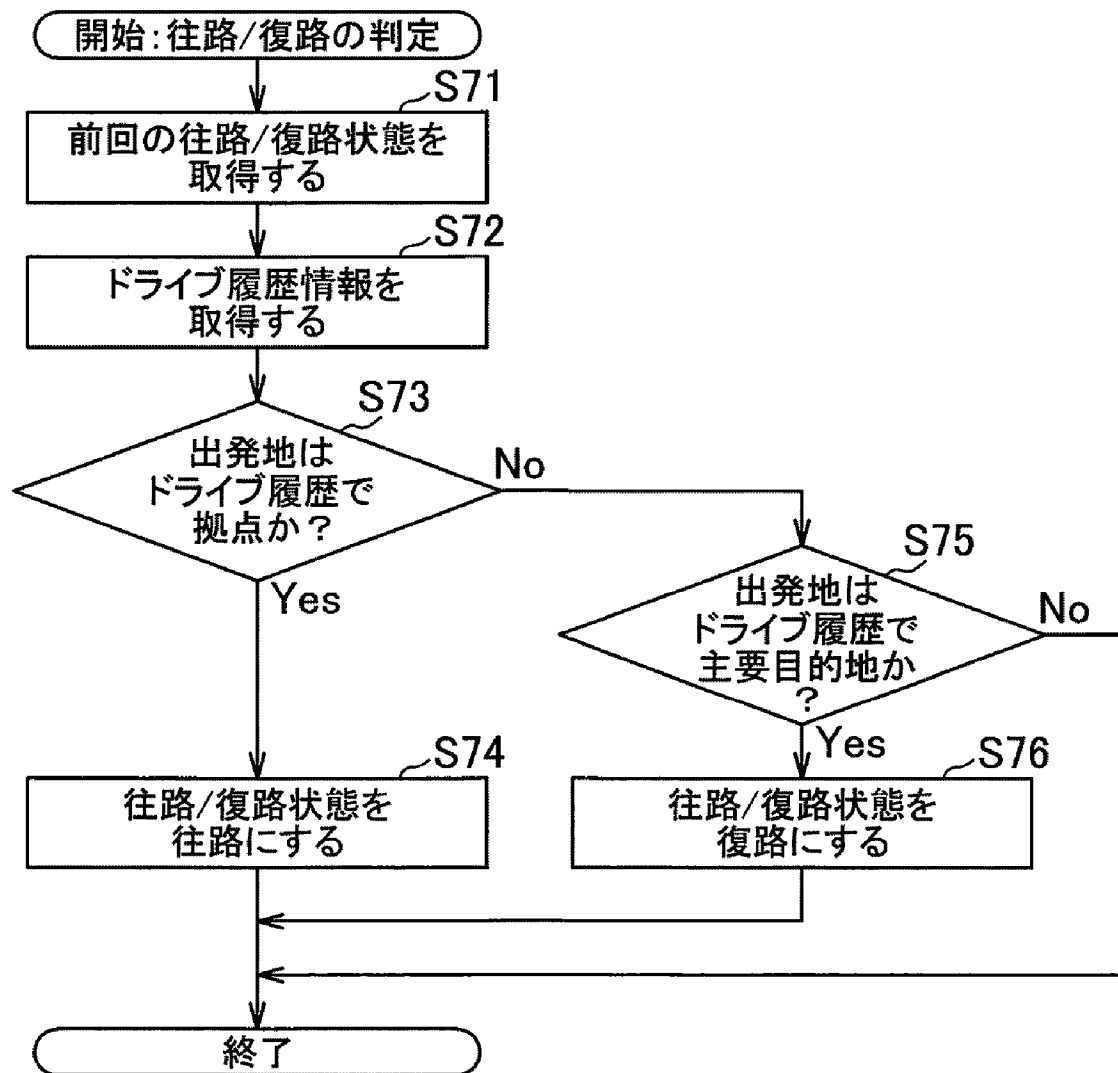 開始:往路/復路の判定
S71
前回の往路/復路状態を
取得する
S72
ドライブ履歴情報を
取得する
S73
出発地は
ドライブ履歴で
拠点か?
No
Yes
S75
出発地は
ドライブ履歴で
主要目的地か
?
No
Yes
S74
往路/復路状態を
往路にする
S76
往路/復路状態を
復路にする
終了